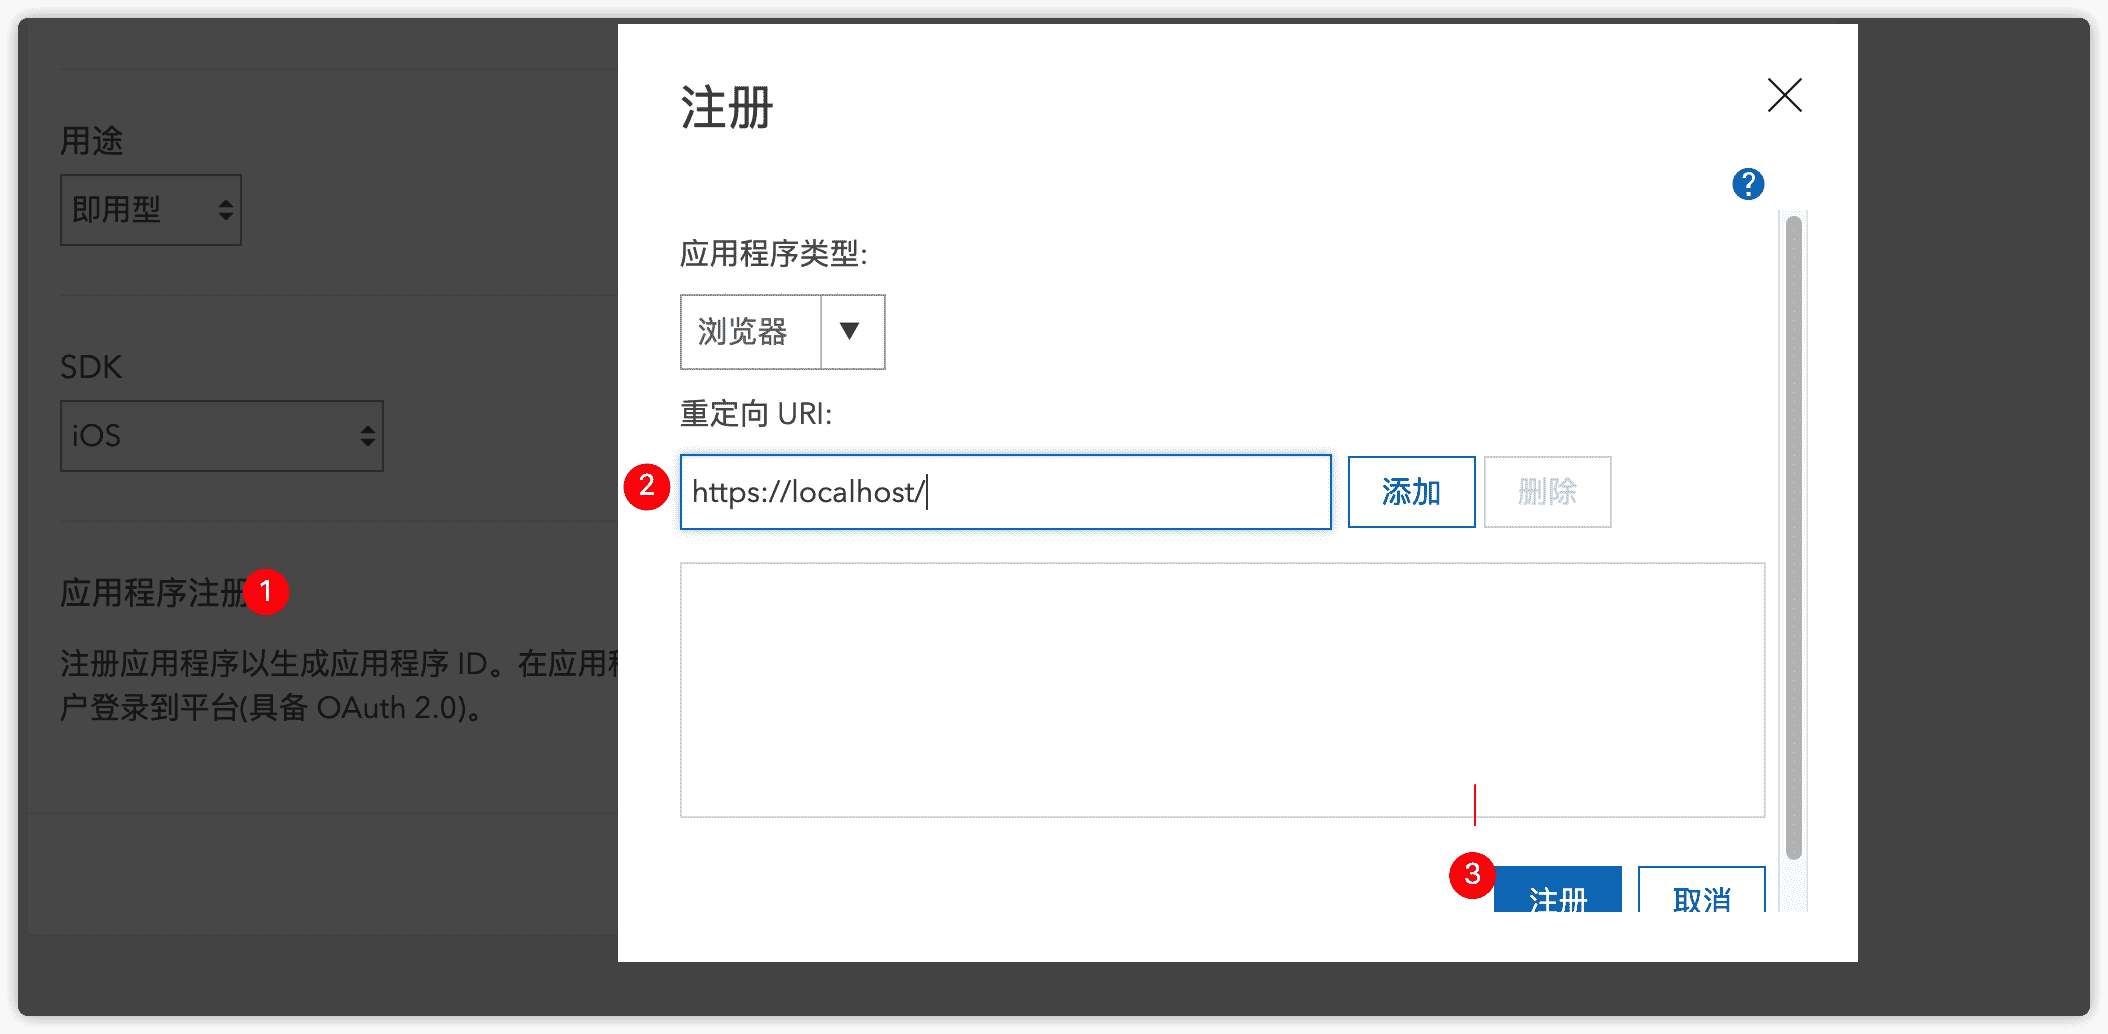 用途
即用型
SDK
iOS
应用程序注册
1
注册应用程序以生成应用程序 ID。在应用程
户登录到平台(具备 OAuth 2.0)。
注册
?
应用程序类型:
浏览器
重定向 URI:
2
https://localhost/
添加
删除
3
注册
取消